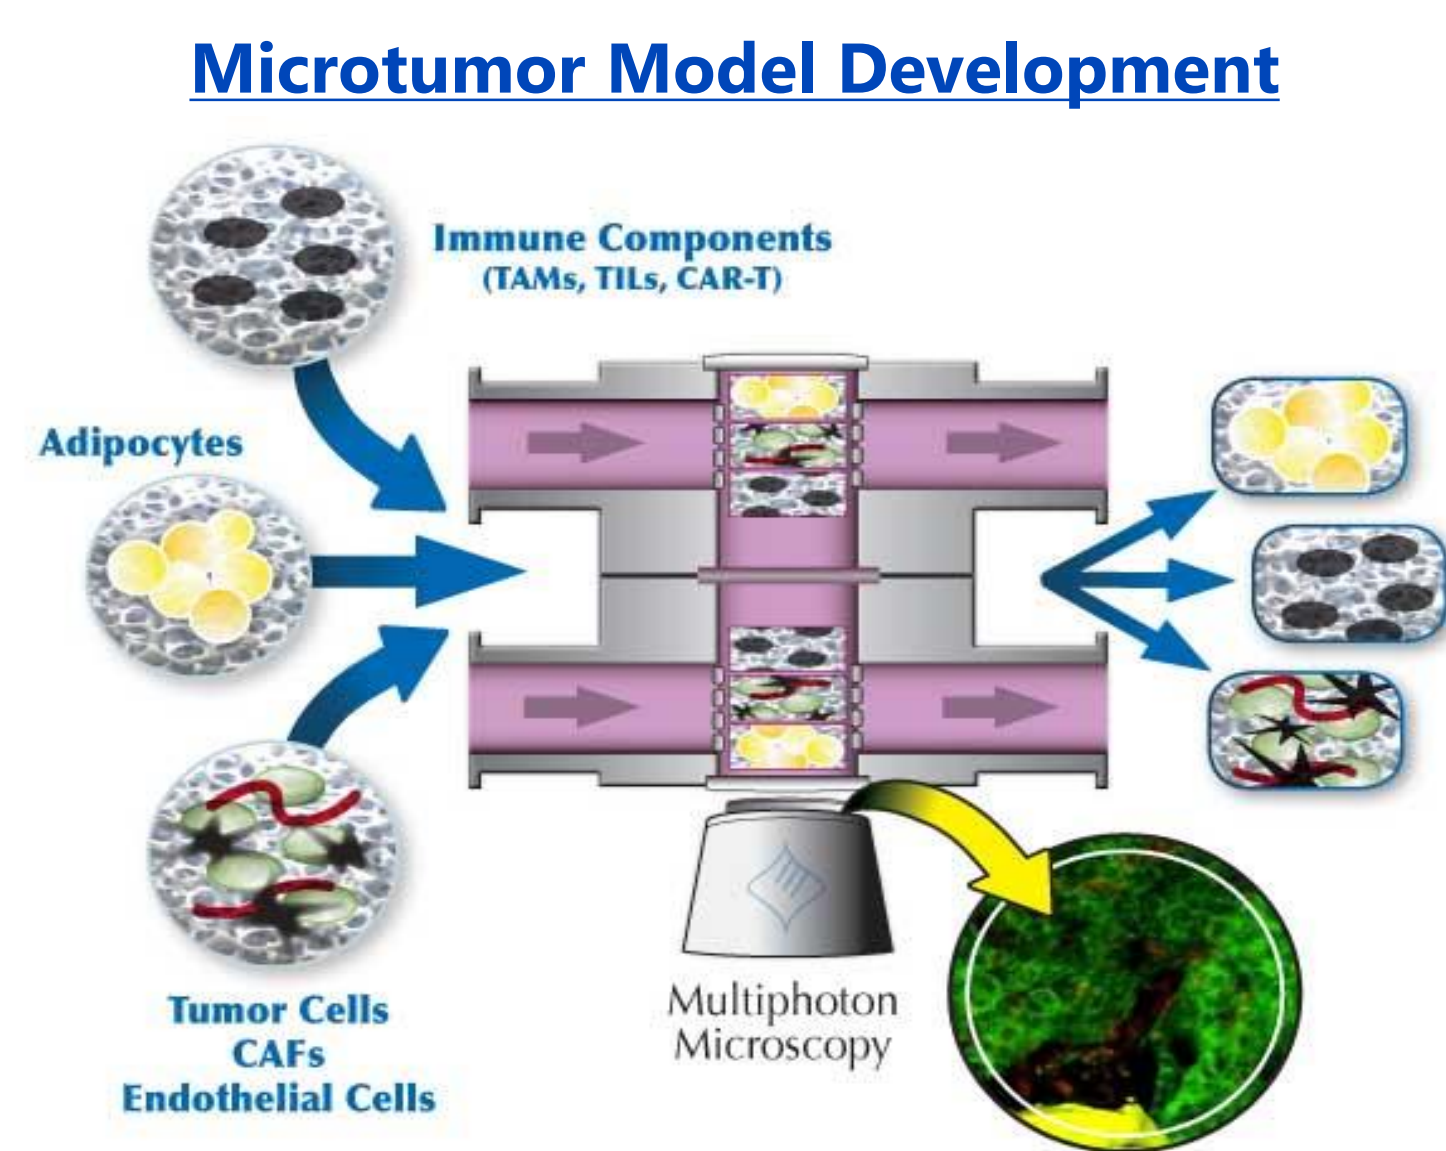 Microtumor Model Development
Immune Components
(TAMs, TILs, CAR-T)
Adipocytes
Tumor Cells
CAFs
Endothelial Cells
Multiphoton
Microscopy